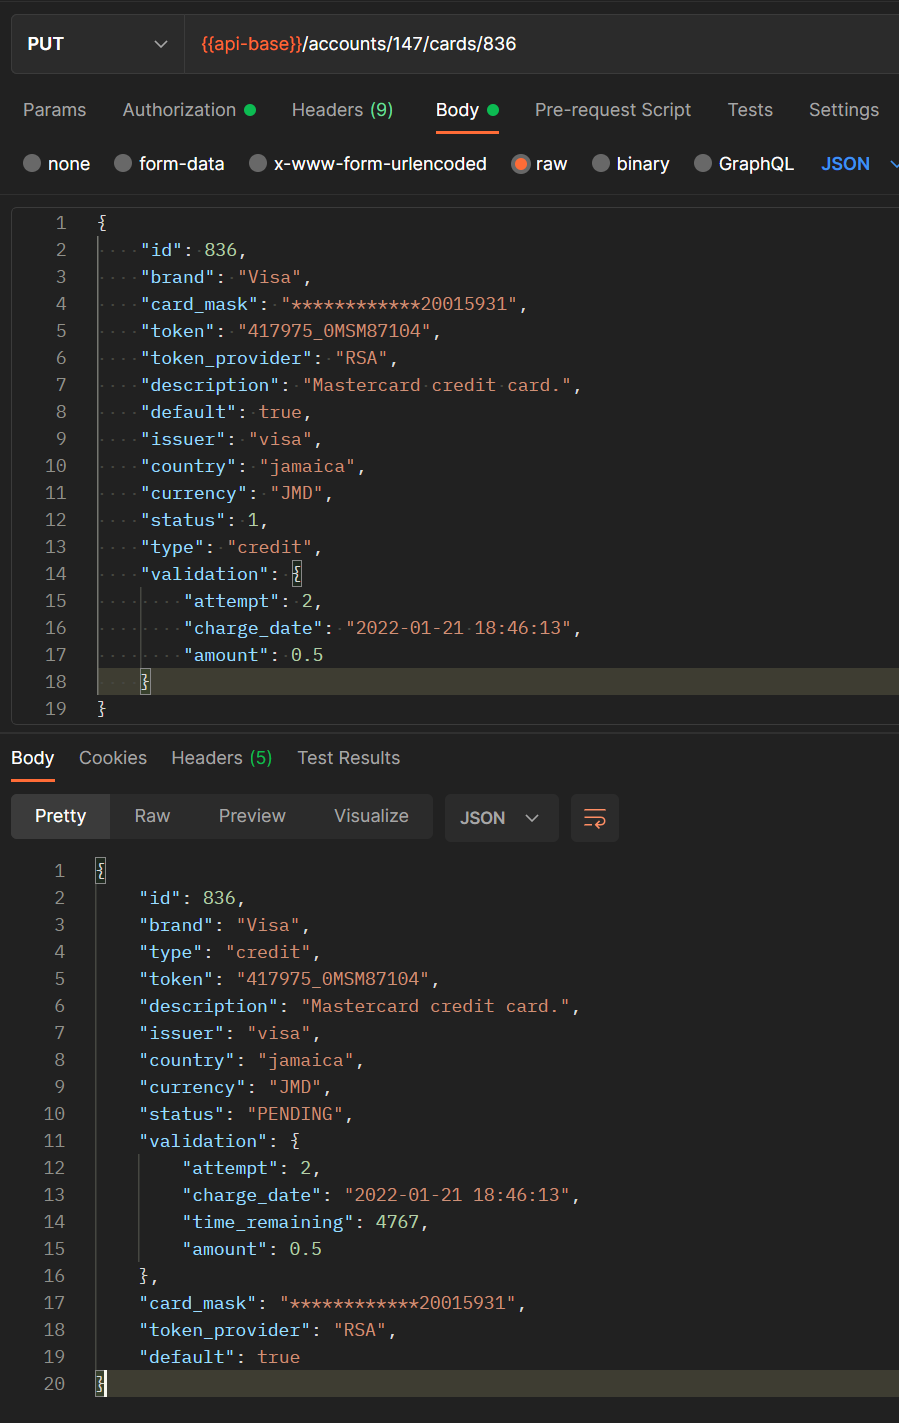 PUT {{api-base}}/accounts/147/cards/836
Params Authorization Headers (9) Body Pre-request Script Tests Settings
none form-data x-www-form-urlencoded raw binary GraphQL JSON
1 {
2 "id": 836,
3 "brand": "Visa",
4 "card_mask": "************20015931",
5 "token": "417975_0MSM87104",
6 "token_provider": "RSA",
7 "description": "Mastercard credit card.",
8 "default": true,
9 "issuer": "visa",
10 "country": "jamaica",
11 "currency": "JMD",
12 "status": 1,
13 "type": "credit",
14 "validation": {
15 "attempt": 2,
16 "charge_date": "2022-01-21 18:46:13",
17 "amount": 0.5
18 }
19 }
Body Cookies Headers (5) Test Results
Pretty Raw Preview Visualize JSON
1 {
2 "id": 836,
3 "brand": "Visa",
4 "type": "credit",
5 "token": "417975_0MSM87104",
6 "description": "Mastercard credit card.",
7 "issuer": "visa",
8 "country": "jamaica",
9 "currency": "JMD",
10 "status": "PENDING",
11 "validation": {
12 "attempt": 2,
13 "charge_date": "2022-01-21 18:46:13",
14 "time_remaining": 4767,
15 "amount": 0.5
16 },
17 "card_mask": "************20015931",
18 "token_provider": "RSA",
19 "default": true
20 }